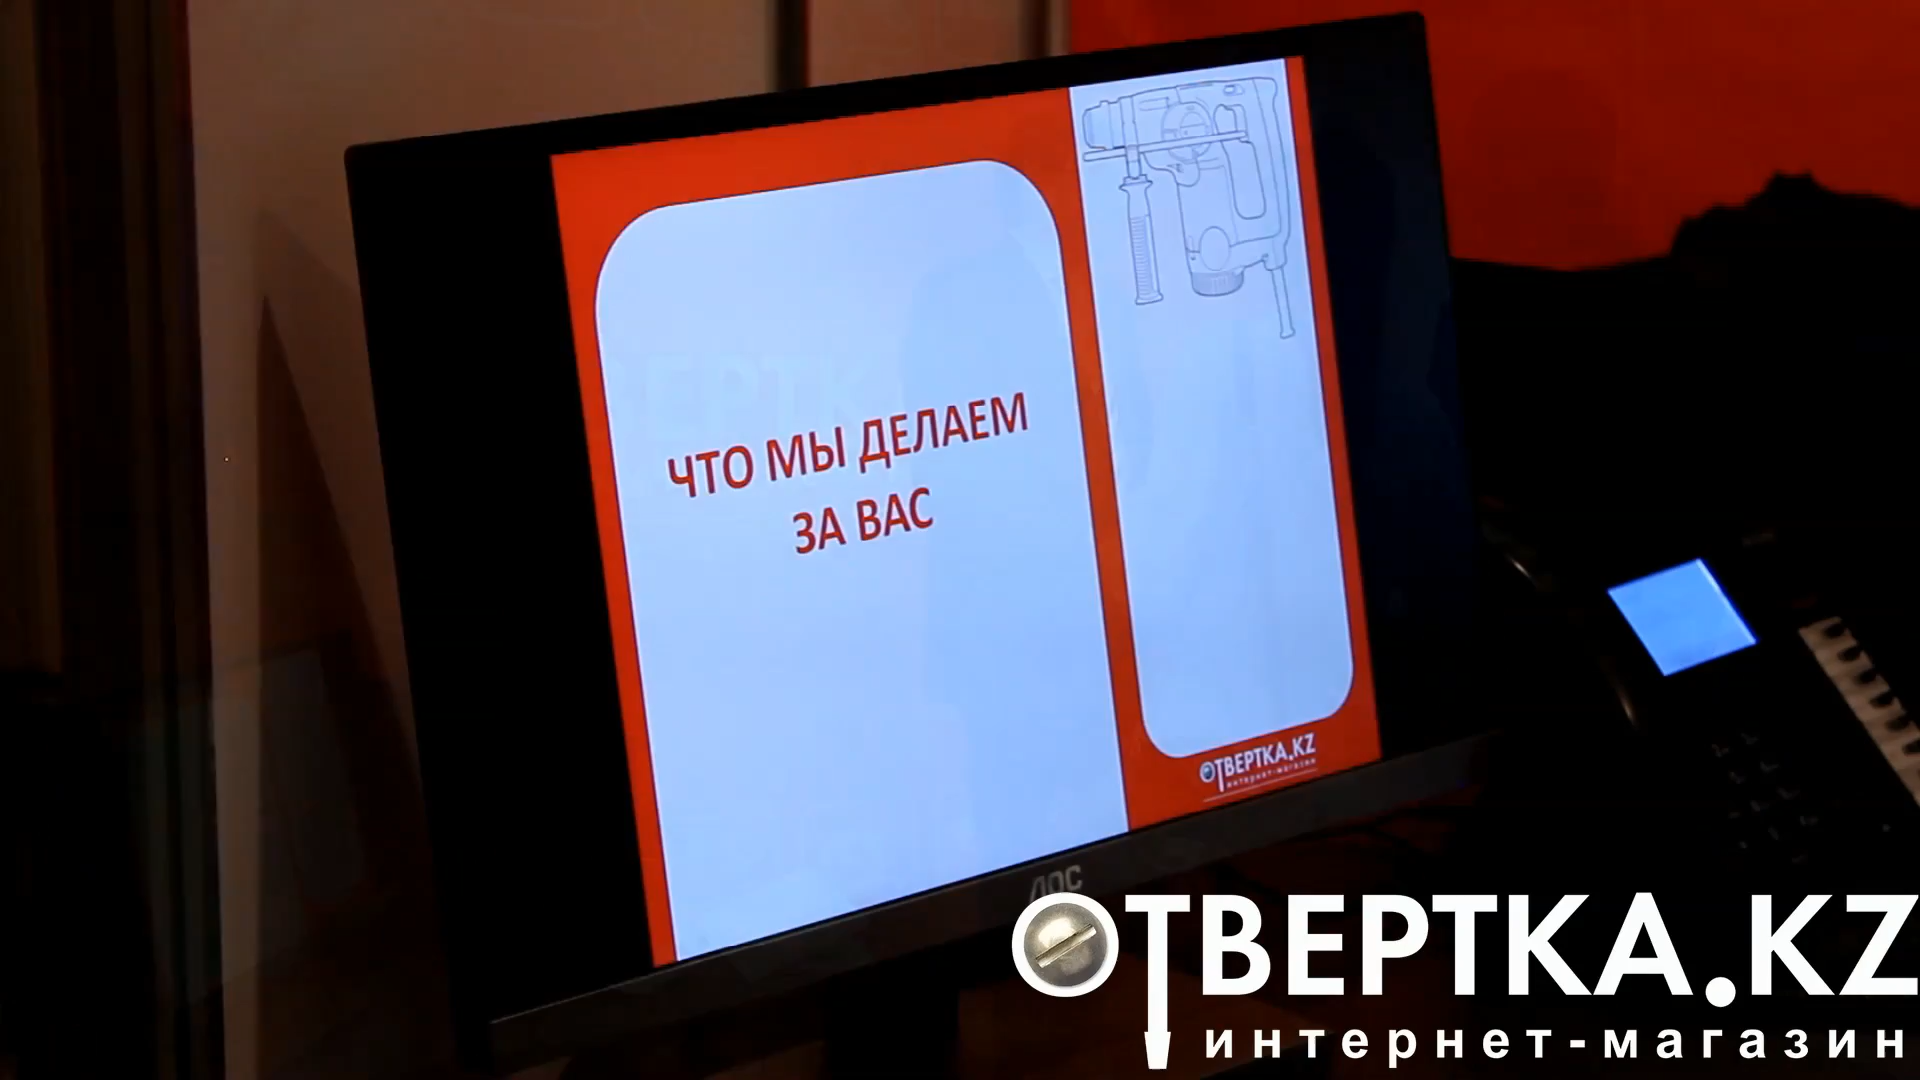 ЧТО МЫ ДЕЛАЕМ
ЗА ВАС
ОТВЕРТКА.KZ
интернет-магазин
AOC
ОТВЕРТКА.KZ
интернет-магазин